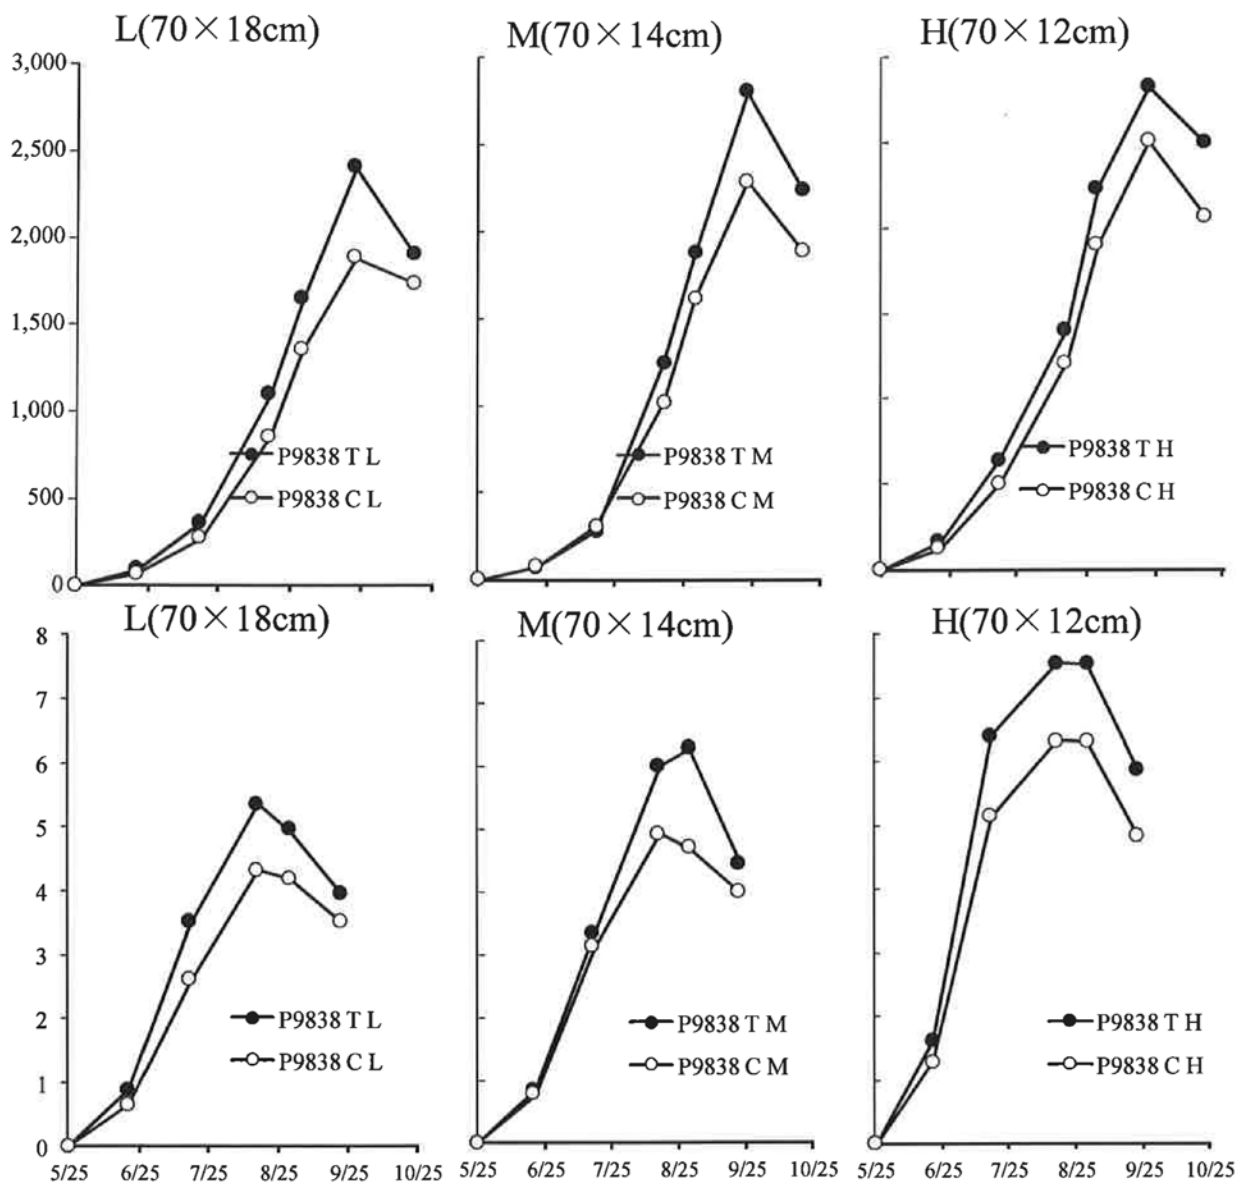 L(70×18cm)
M(70×14cm)
H(70×12cm)
3,000
2,500
2,000
1,500
1,000
500
0
P9838 T L
P9838 C L
P9838 T M
P9838 C M
P9838 T H
P9838 C H
L(70×18cm)
M(70×14cm)
H(70×12cm)
8
7
6
5
4
3
2
1
0
P9838 T L
P9838 C L
P9838 T M
P9838 C M
P9838 T H
P9838 C H
5/25 6/25 7/25 8/25 9/25 10/25
5/25 6/25 7/25 8/25 9/25 10/25
5/25 6/25 7/25 8/25 9/25 10/25